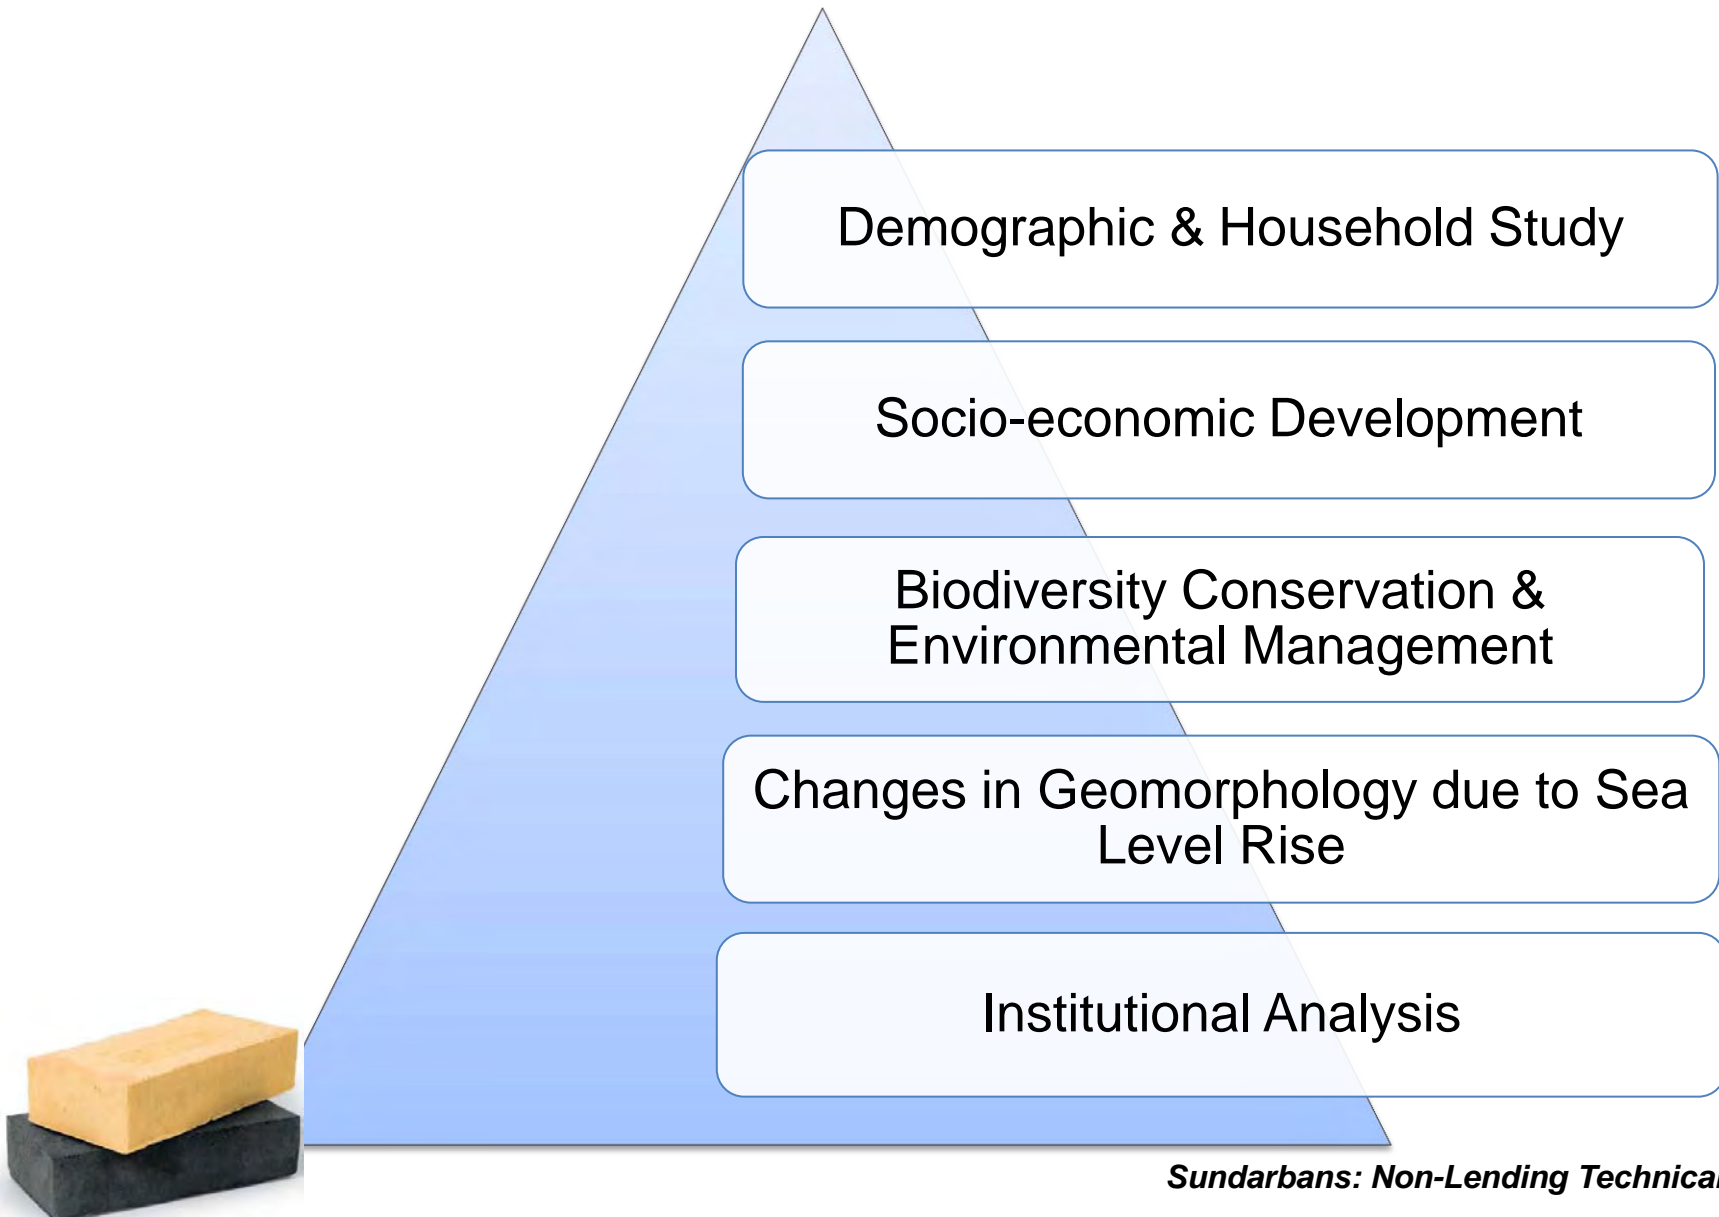 Demographic & Household Study
Socio-economic Development
Biodiversity Conservation &
Environmental Management
Changes in Geomorphology due to Sea
Level Rise
Institutional Analysis
Sundarbans: Non-Lending Technical